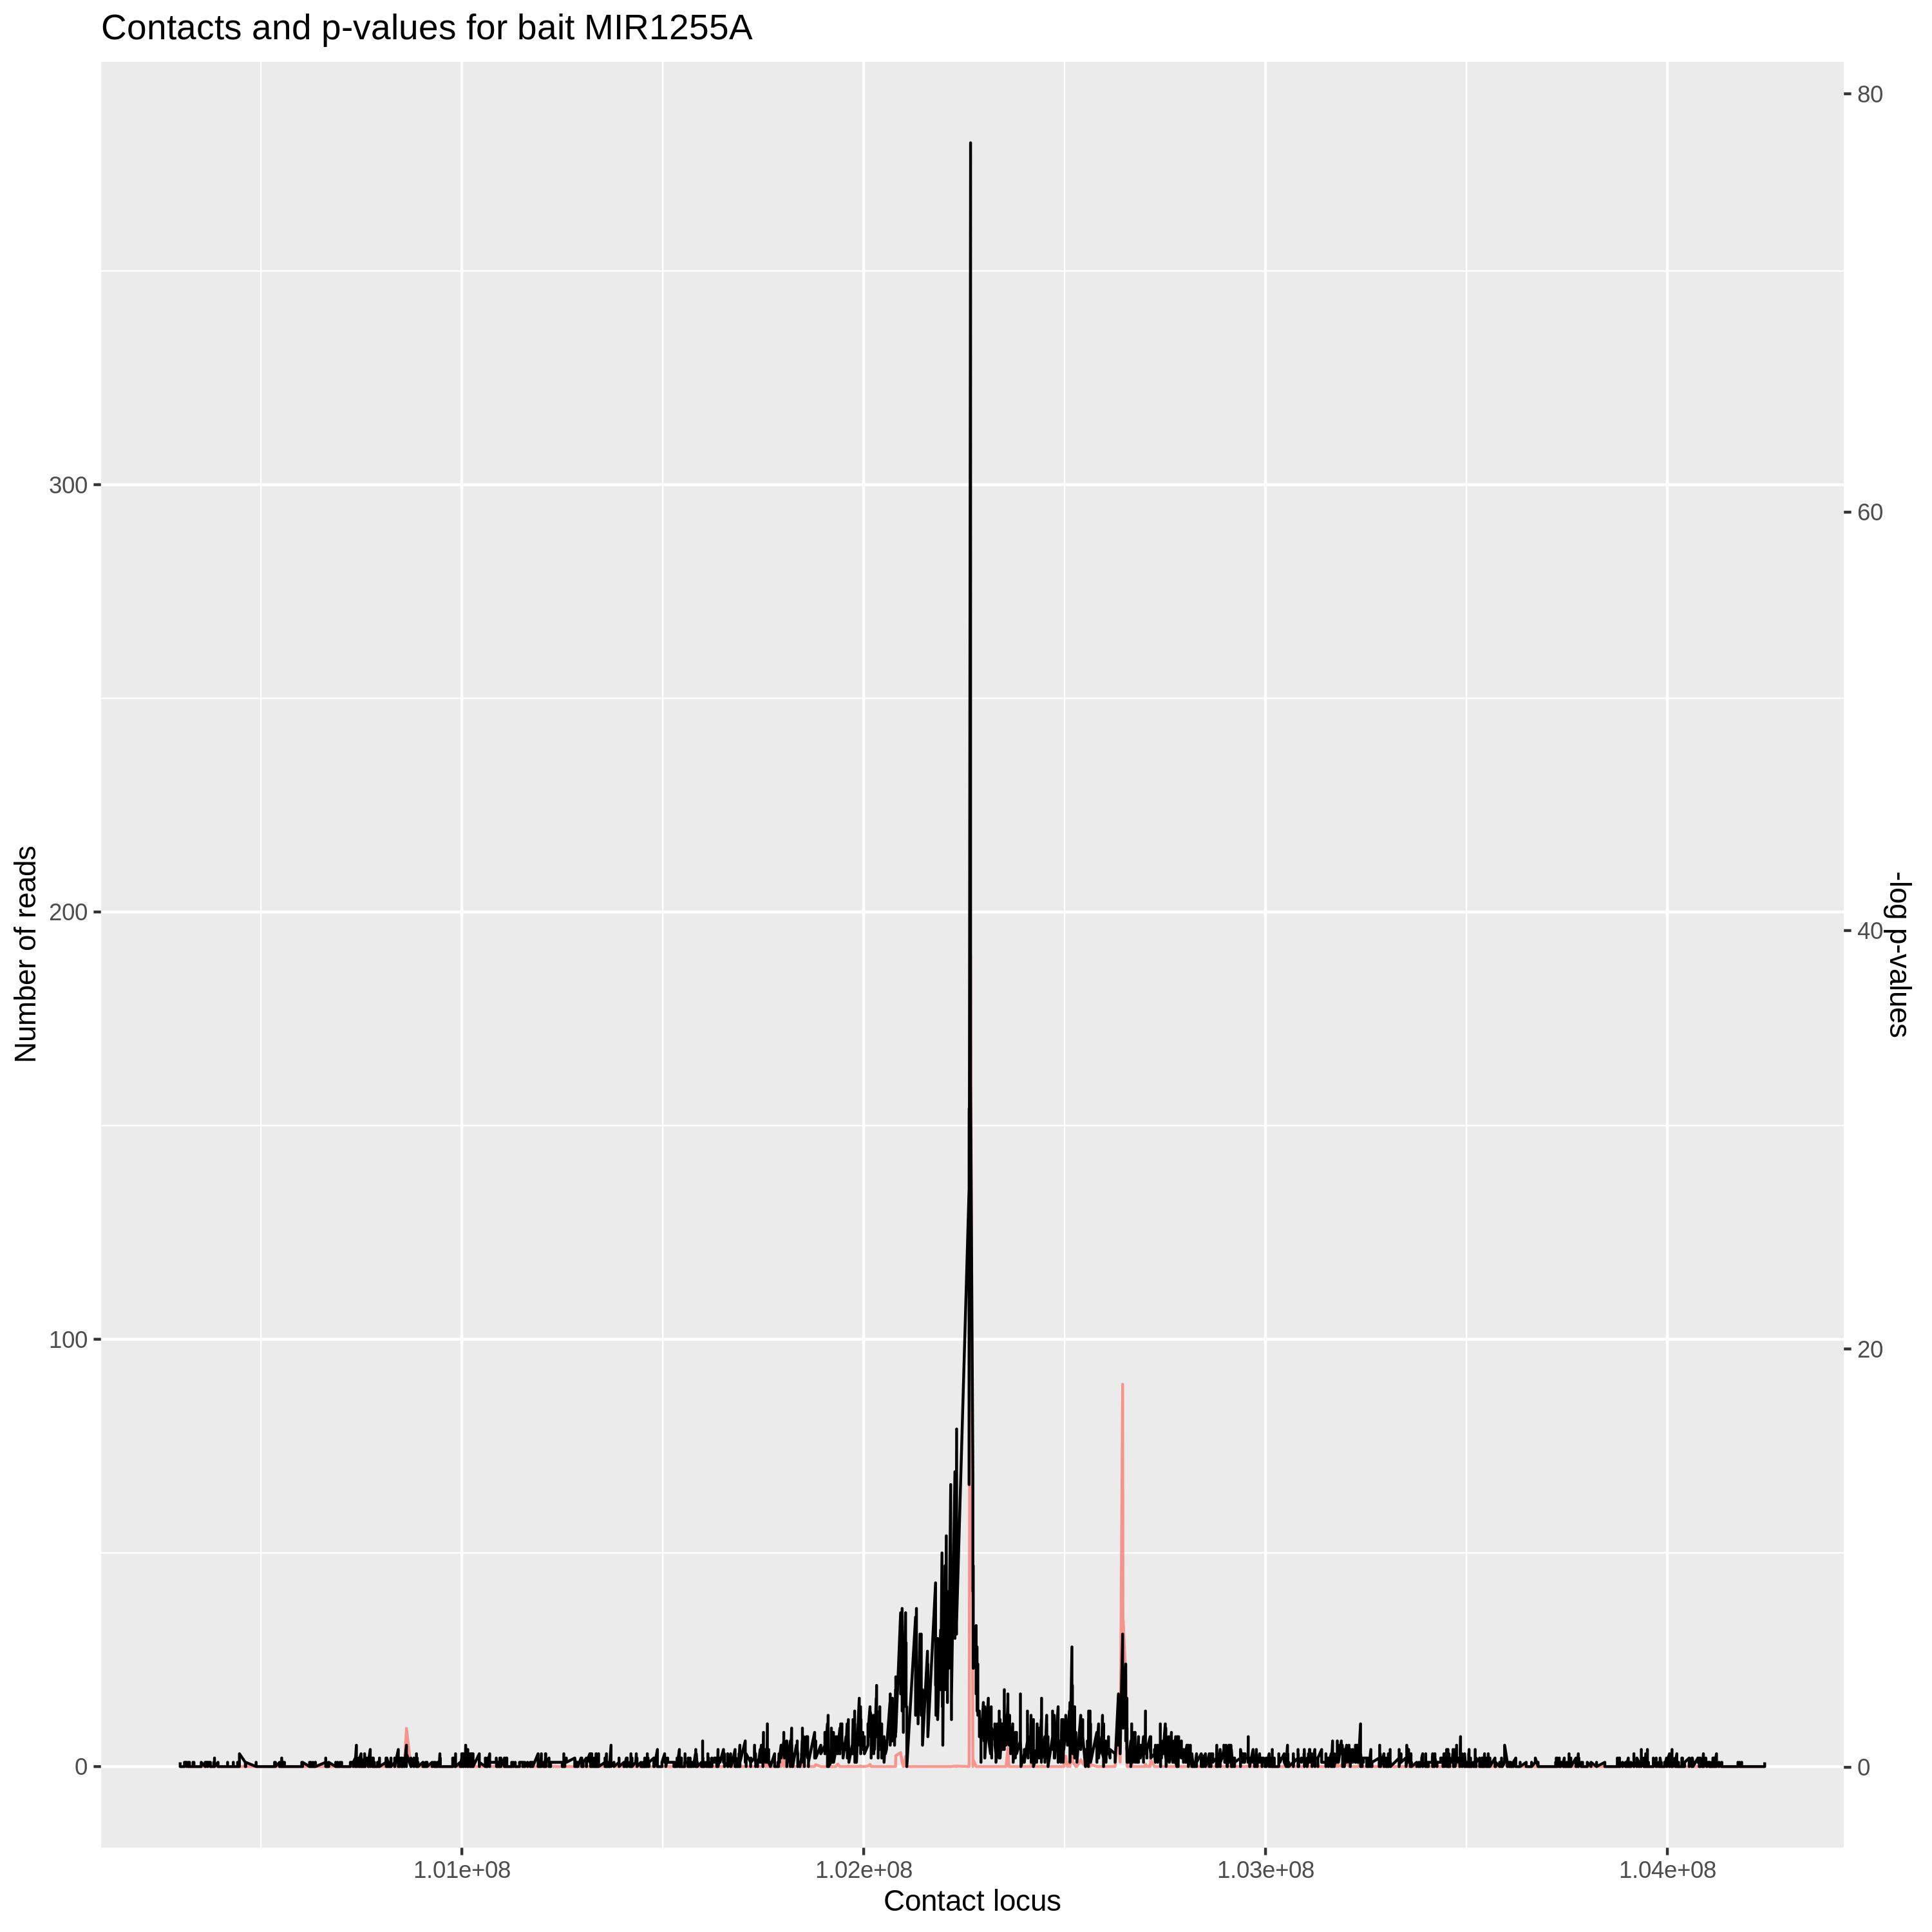 Contacts and p-values for bait MIR1255A
Number of reads
300
200
100
0
80
60
40
20
0
-log p-values
1.01e+08 1.02e+08 1.03e+08 1.04e+08
Contact locus